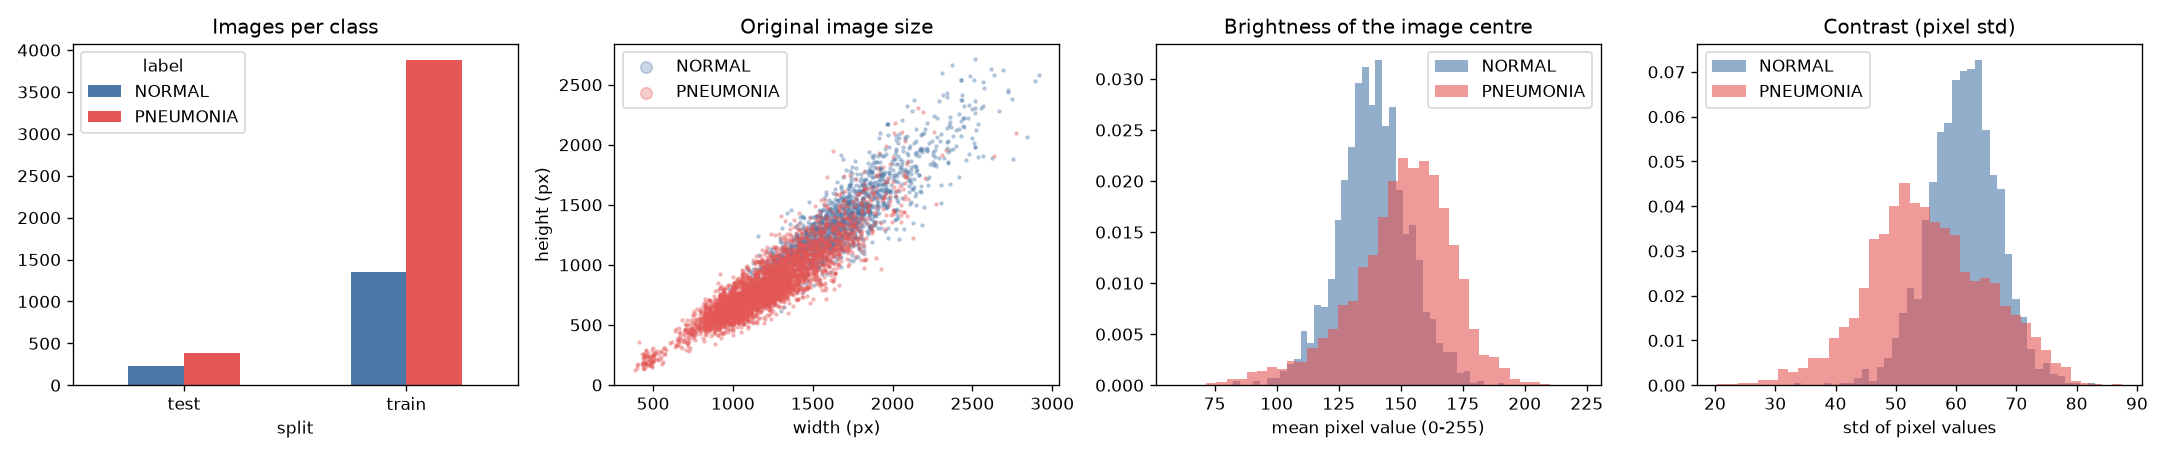 Images per class
4000
3500
3000
2500
2000
1500
1000
500
0
label
NORMAL
PNEUMONIA
test
train
split
Original image size
height (px)
2500
2000
1500
1000
500
0
NORMAL
PNEUMONIA
500 1000 1500 2000 2500 3000
width (px)
Brightness of the image centre
0.030
0.025
0.020
0.015
0.010
0.005
0.000
NORMAL
PNEUMONIA
75 100 125 150 175 200 225
mean pixel value (0-255)
Contrast (pixel std)
0.07
0.06
0.05
0.04
0.03
0.02
0.01
0.00
NORMAL
PNEUMONIA
20 30 40 50 60 70 80 90
std of pixel values